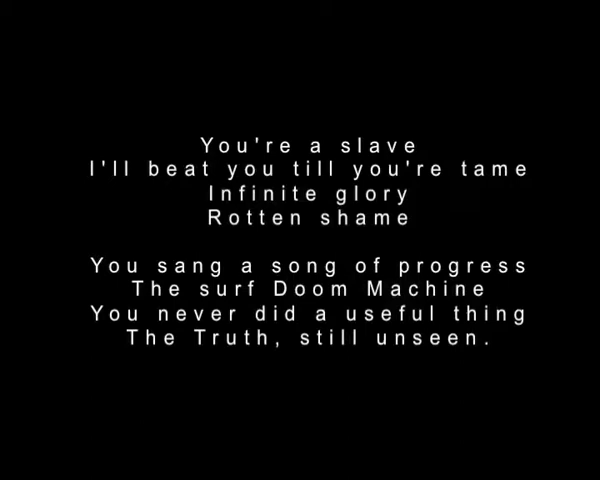 You're a slave
I'll beat you till you're tame
Infinite glory
Rotten shame
You sang a song of progress
The surf Doom Machine
You never did a useful thing
The Truth, still unseen.